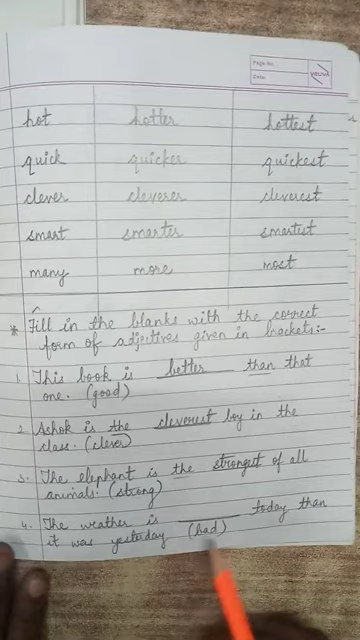 Page No.
Date
YOUVA
hot hotter hottest
quick quicker quickest
clever cleverer cleverest
smart smarter smartest
many more most
* Fill in the blanks with the correct
form of adjectives given in brackets:-
1. This book is better than that
one. (good)
2. Ashok is the cleverest boy in the
class. (clever)
3. The elephant is the strongest of all
animals. (strong)
4. The weather is ________ today than
it was yesterday (bad)